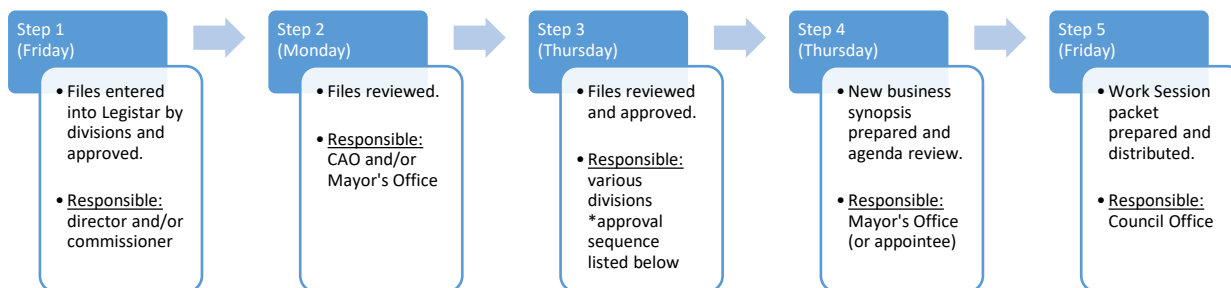 Step 1
(Friday)
• Files entered
into Legistar by
divisions and
approved.
• Responsible:
director and/or
commissioner
Step 2
(Monday)
• Files reviewed.
• Responsible:
CAO and/or
Mayor's Office
Step 3
(Thursday)
• Files reviewed
and approved.
• Responsible:
various
divisions
*approval
sequence
listed below
Step 4
(Thursday)
• New business
synopsis
prepared and
agenda review.
• Responsible:
Mayor's Office
(or appointee)
Step 5
(Friday)
• Work Session
packet
prepared and
distributed.
• Responsible:
Council Office